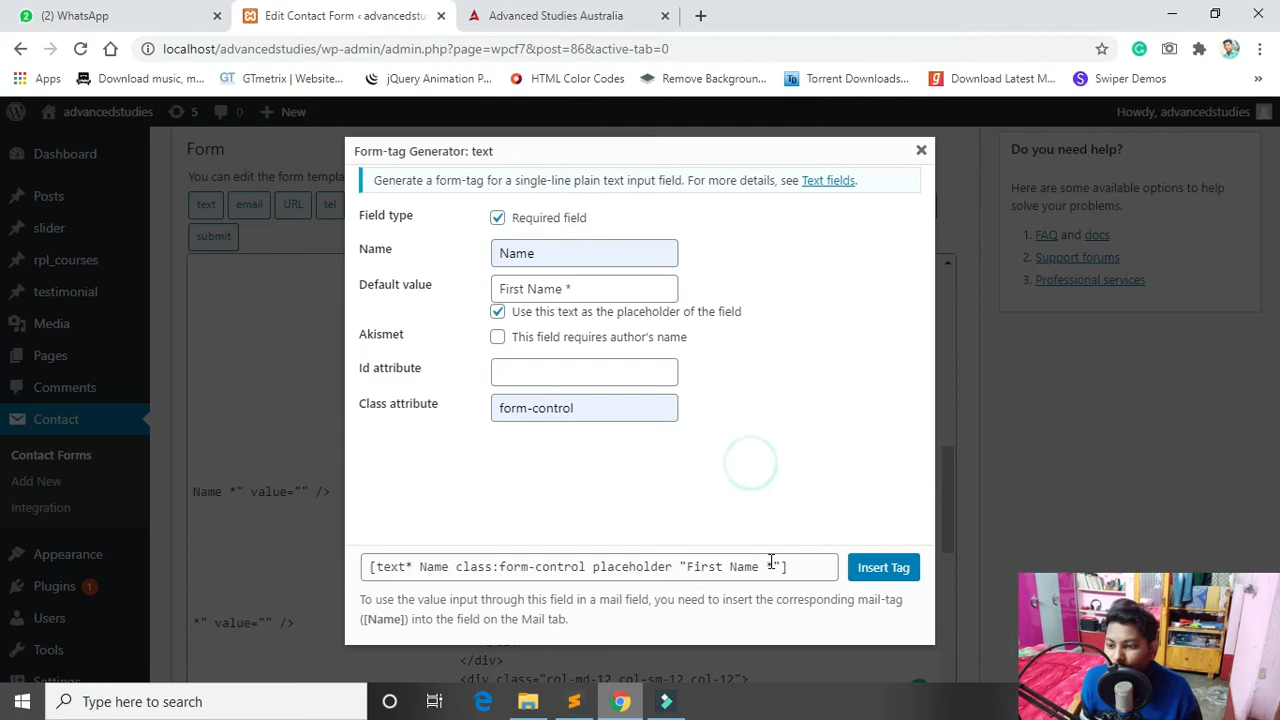 (2) WhatsApp
Edit Contact Form ‹ advancedstu
Advanced Studies Australia
localhost/advancedstudies/wp-admin/admin.php?page=wpcf7&post=86&active-tab=0
Apps
Download music, m...
GTmetrix | Website...
jQuery Animation P...
HTML Color Codes
Remove Backgroun...
Torrent Downloads...
Download Latest M...
Swiper Demos
advancedstudies
5
0
New
Howdy, advancedstudies
Dashboard
Posts
slider
rpl_courses
testimonial
Media
Pages
Comments
Contact
Contact Forms
Add New
Integration
Appearance
Plugins 1
Users
Tools
Settings
Form
You can edit the form templa
text
email
URL
tel
submit
Name *" value="" />
*" value="" />
Form-tag Generator: text
Generate a form-tag for a single-line plain text input field. For more details, see Text fields.
Field type
Required field
Name
Name
Default value
First Name *
Use this text as the placeholder of the field
Akismet
This field requires author's name
Id attribute
Class attribute
form-control
[text* Name class:form-control placeholder "First Name *"]
Insert Tag
To use the value input through this field in a mail field, you need to insert the corresponding mail-tag
([Name]) into the field on the Mail tab.
</div>
<div class="col-md-12 col-sm-12 col-12">
Do you need help?
Here are some available options to help
solve your problems.
1. FAQ and docs
2. Support forums
3. Professional services
Type here to search